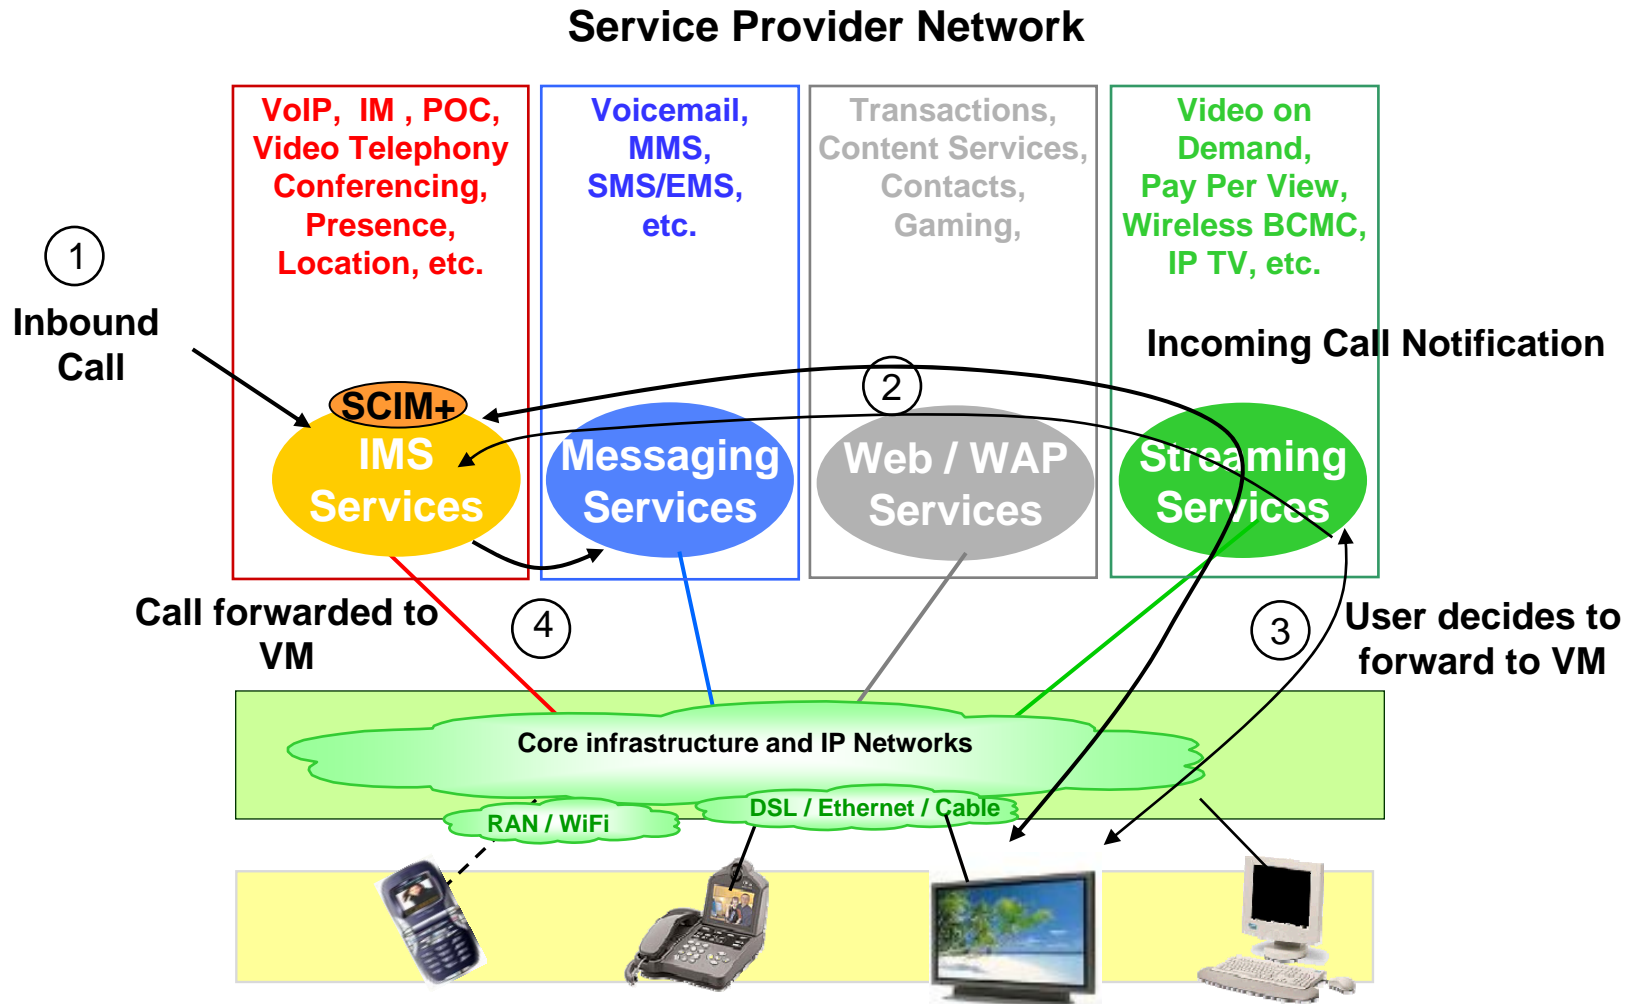 Service Provider Network
VoIP,  IM , POC,
Video Telephony
Conferencing,
Presence,
Location, etc.
Voicemail,
MMS,
SMS/EMS,
etc.
Transactions,
Content Services,
Contacts,
Gaming,
Video on
Demand,
Pay Per View,
Wireless BCMC,
IP TV, etc.
1
Inbound
Call
Incoming Call Notification
2
SCIM+
IMS
Services
Messaging
Services
Web / WAP
Services
Streaming
Services
Call forwarded to
VM
4
3
User decides to
forward to VM
Core infrastructure and IP Networks
RAN / WiFi
DSL / Ethernet / Cable